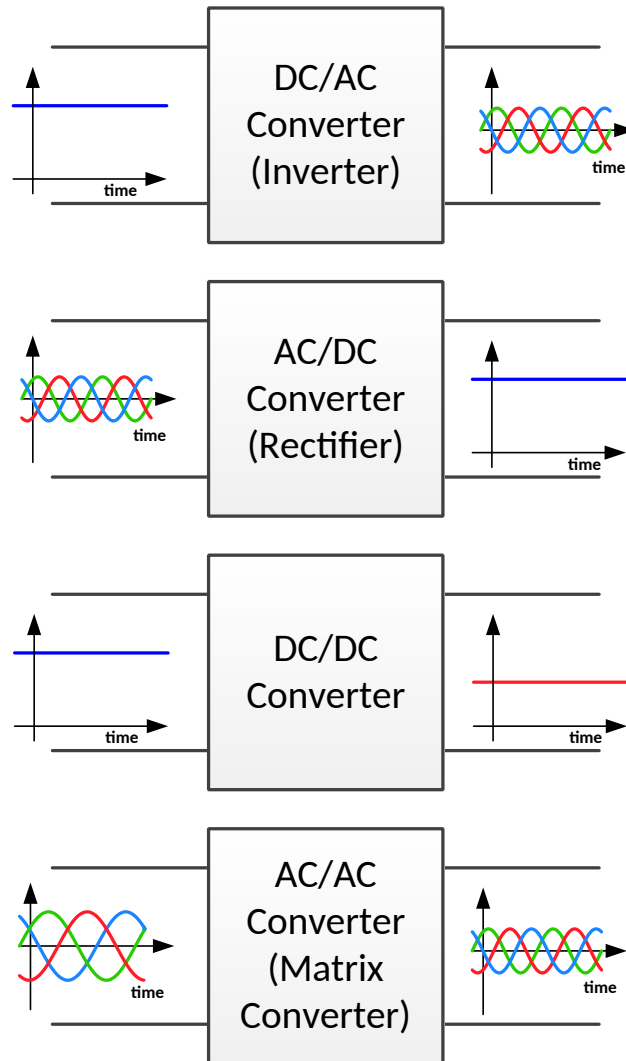 DC/AC
Converter
(Inverter)
time
time
AC/DC
Converter
(Rectifier)
time
time
DC/DC
Converter
time
time
AC/AC
Converter
(Matrix
Converter)
time
time